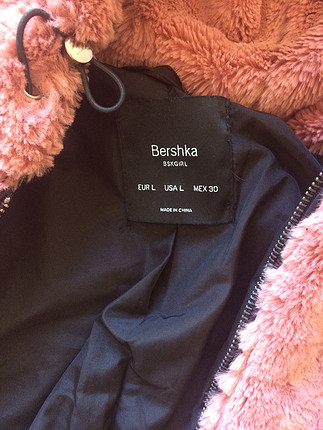 Bershka
BSKGIRL
EUR L USA L MEX 30
MADE IN CHINA